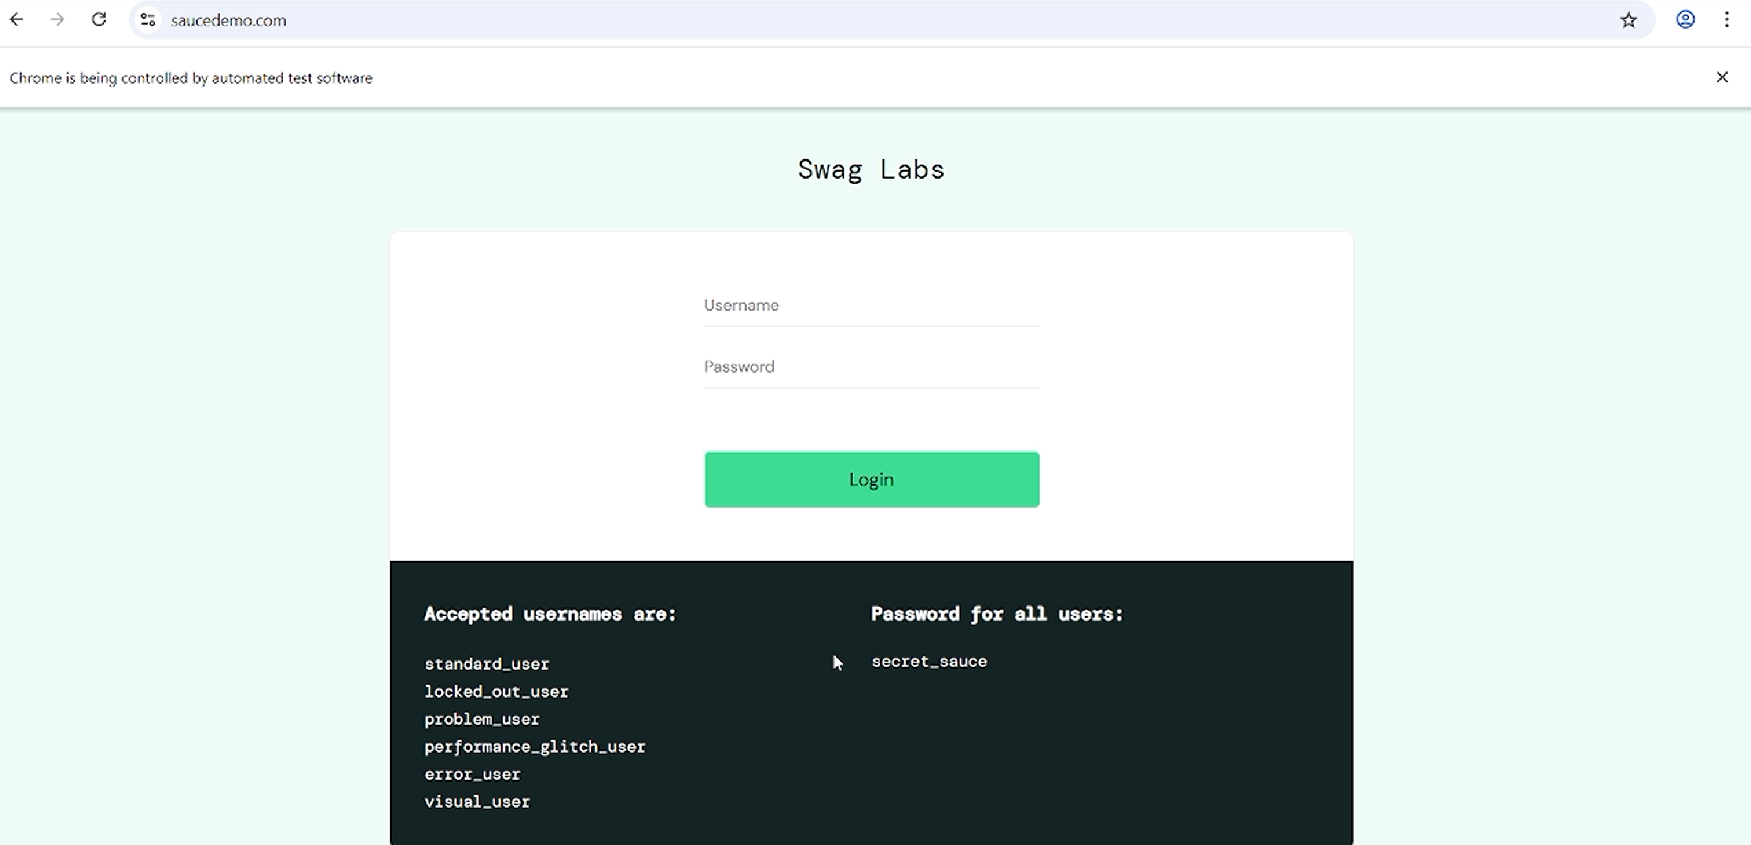 saucedemo.com
Chrome is being controlled by automated test software
Swag Labs
Username
Password
Login
Accepted usernames are:
standard_user
locked_out_user
problem_user
performance_glitch_user
error_user
visual_user
Password for all users:
secret_sauce